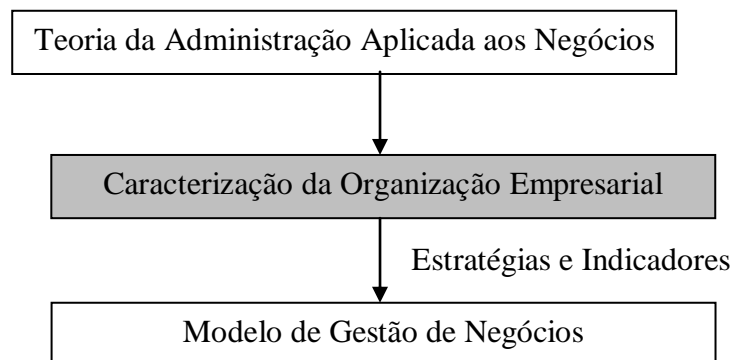 Teoria da Administração Aplicada aos Negócios
Caracterização da Organização Empresarial
Estratégias e Indicadores
Modelo de Gestão de Negócios